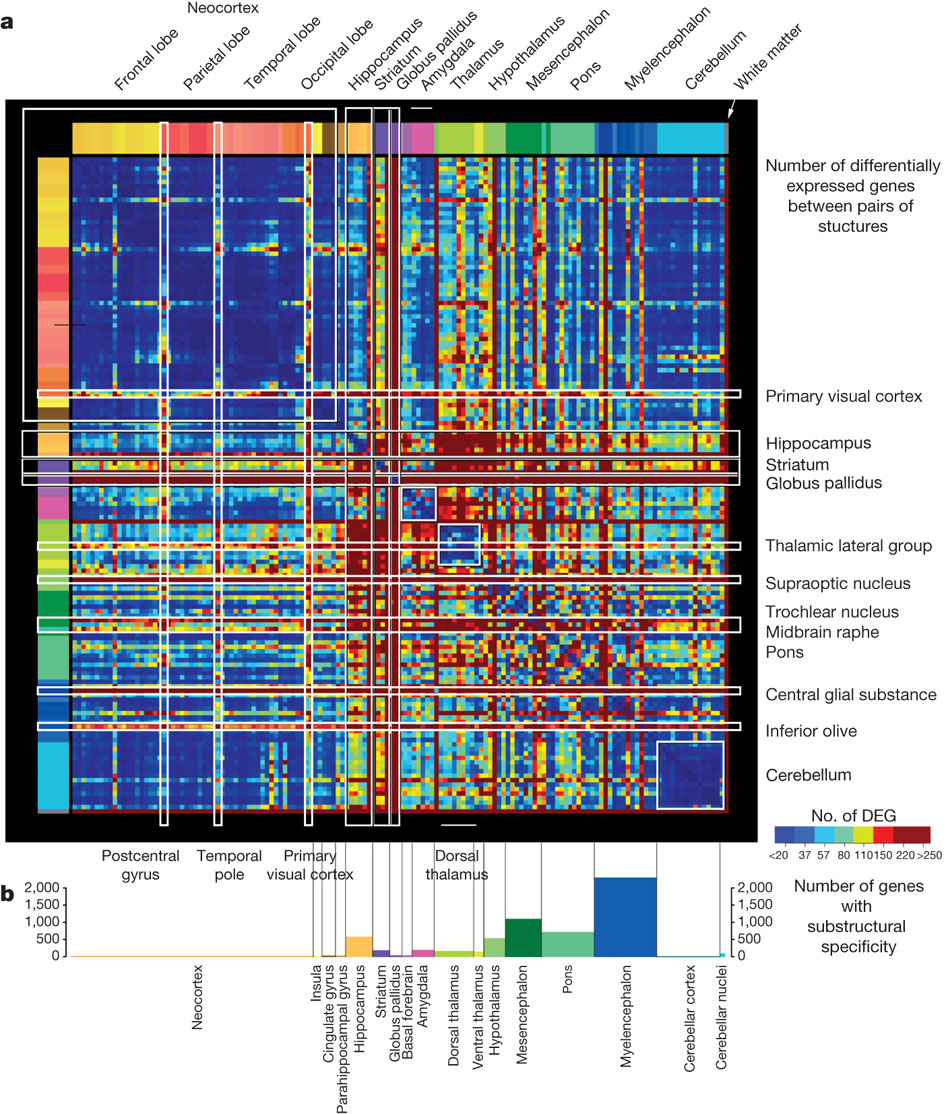 Neocortex
a
Frontal lobe
Parietal lobe
Temporal lobe
Occipital lobe
Hippocampus
Striatum
Globus pallidus
Amygdala
Thalamus
Hypothalamus
Mesencephalon
Pons
Myelencephalon
Cerebellum
White matter
Number of differentially
expressed genes
between pairs of
stuctures
Primary visual cortex
Hippocampus
Striatum
Globus pallidus
Thalamic lateral group
Supraoptic nucleus
Trochlear nucleus
Midbrain raphe
Pons
Central glial substance
Inferior olive
Cerebellum
No. of DEG
<20 37 57 80 110 150 220 >250
Postcentral
gyrus
Temporal
pole
Primary
visual cortex
Dorsal
thalamus
b
2,000
1,500
1,000
500
0
2,000
1,500
1,000
500
0
Number of genes
with
substructural
specificity
Neocortex
Insula
Cingulate gyrus
Parahippocampal gyrus
Hippocampus
Striatum
Globus pallidus
Basal forebrain
Amygdala
Dorsal thalamus
Ventral thalamus
Hypothalamus
Mesencephalon
Pons
Myelencephalon
Cerebellar cortex
Cerebellar nuclei